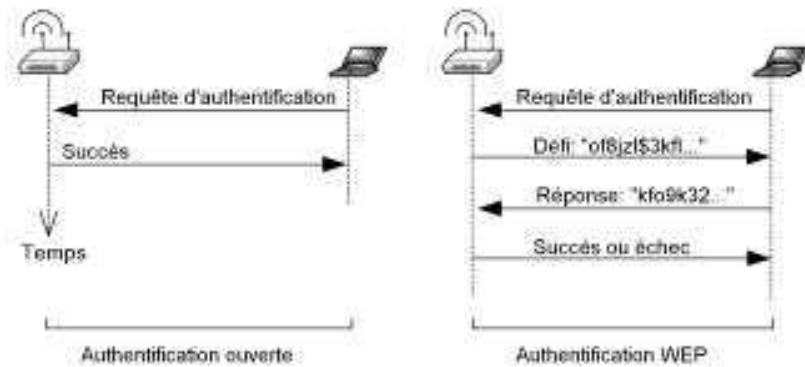 Requête d'authentification
Succès
Temps
Authentification ouverte
Requête d'authentification
Défi: "of8jzl$3kfl..."
Réponse: "kfo9k32..."
Succès ou échec
Authentification WEP